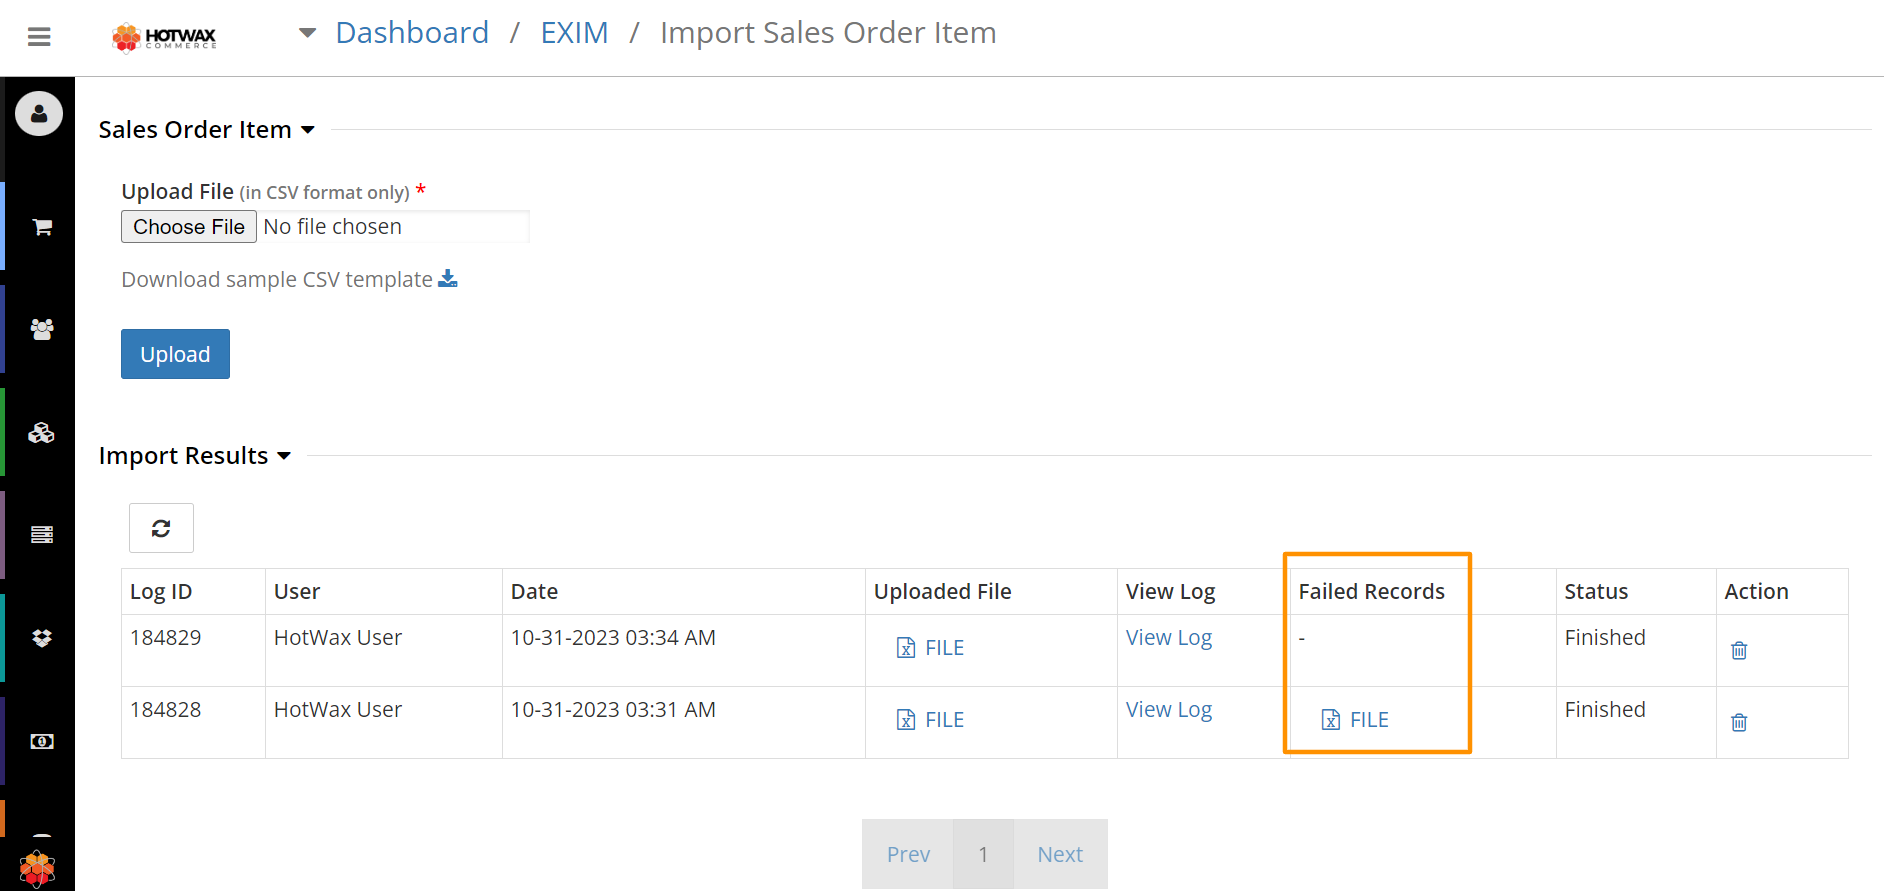 HOTWAX
COMMERCE
Dashboard / EXIM / Import Sales Order Item
Sales Order Item
Upload File (in CSV format only) *
Choose File No file chosen
Download sample CSV template
Upload
Import Results
Log ID User Date Uploaded File View Log Failed Records Status Action
184829 HotWax User 10-31-2023 03:34 AM FILE View Log - Finished
184828 HotWax User 10-31-2023 03:31 AM FILE View Log FILE Finished
Prev 1 Next